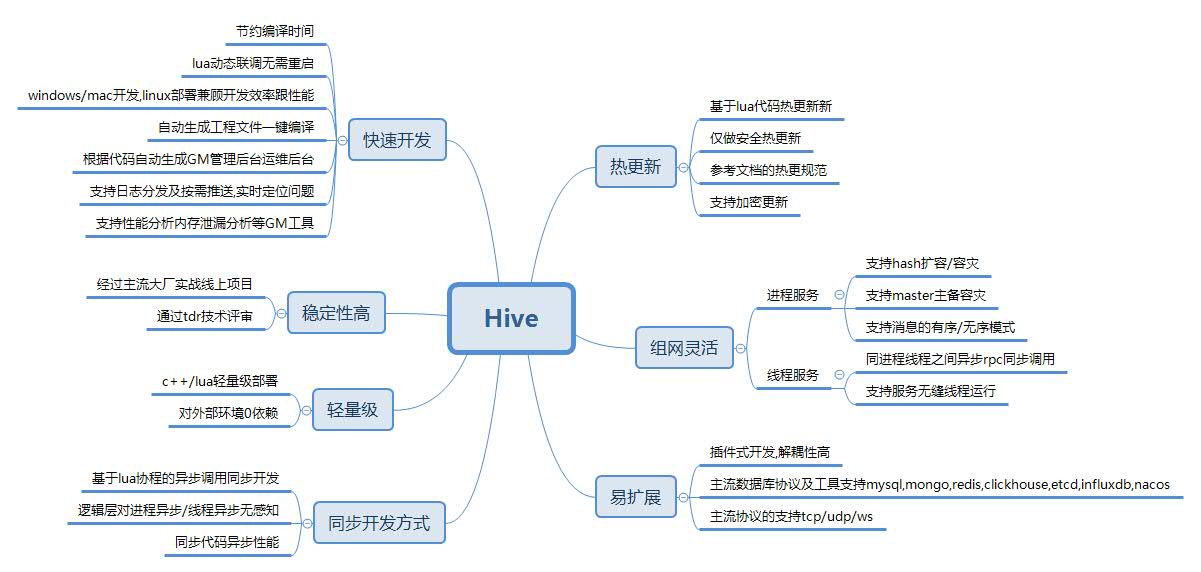 Hive
快速开发
节约编译时间
lua动态联调无需重启
windows/mac开发,linux部署兼顾开发效率跟性能
自动生成工程文件一键编译
根据代码自动生成GM管理后台运维后台
支持日志分发及按需推送,实时定位问题
支持性能分析内存泄漏分析等GM工具
稳定性高
经过主流大厂实战线上项目
通过tdr技术评审
轻量级
c++/lua轻量级部署
对外部环境0依赖
同步开发方式
基于lua协程的异步调用同步开发
逻辑层对进程异步/线程异步无感知
同步代码异步性能
热更新
基于lua代码热更新新
仅做安全热更新
参考文档的热更规范
支持加密更新
组网灵活
进程服务
支持hash扩容/容灾
支持master主备容灾
支持消息的有序/无序模式
线程服务
同进程线程之间异步rpc同步调用
支持服务无缝线程运行
易扩展
插件式开发,解耦性高
主流数据库协议及工具支持mysql,mongo,redis,clickhouse,etcd,influxdb,nacos
主流协议的支持tcp/udp/ws